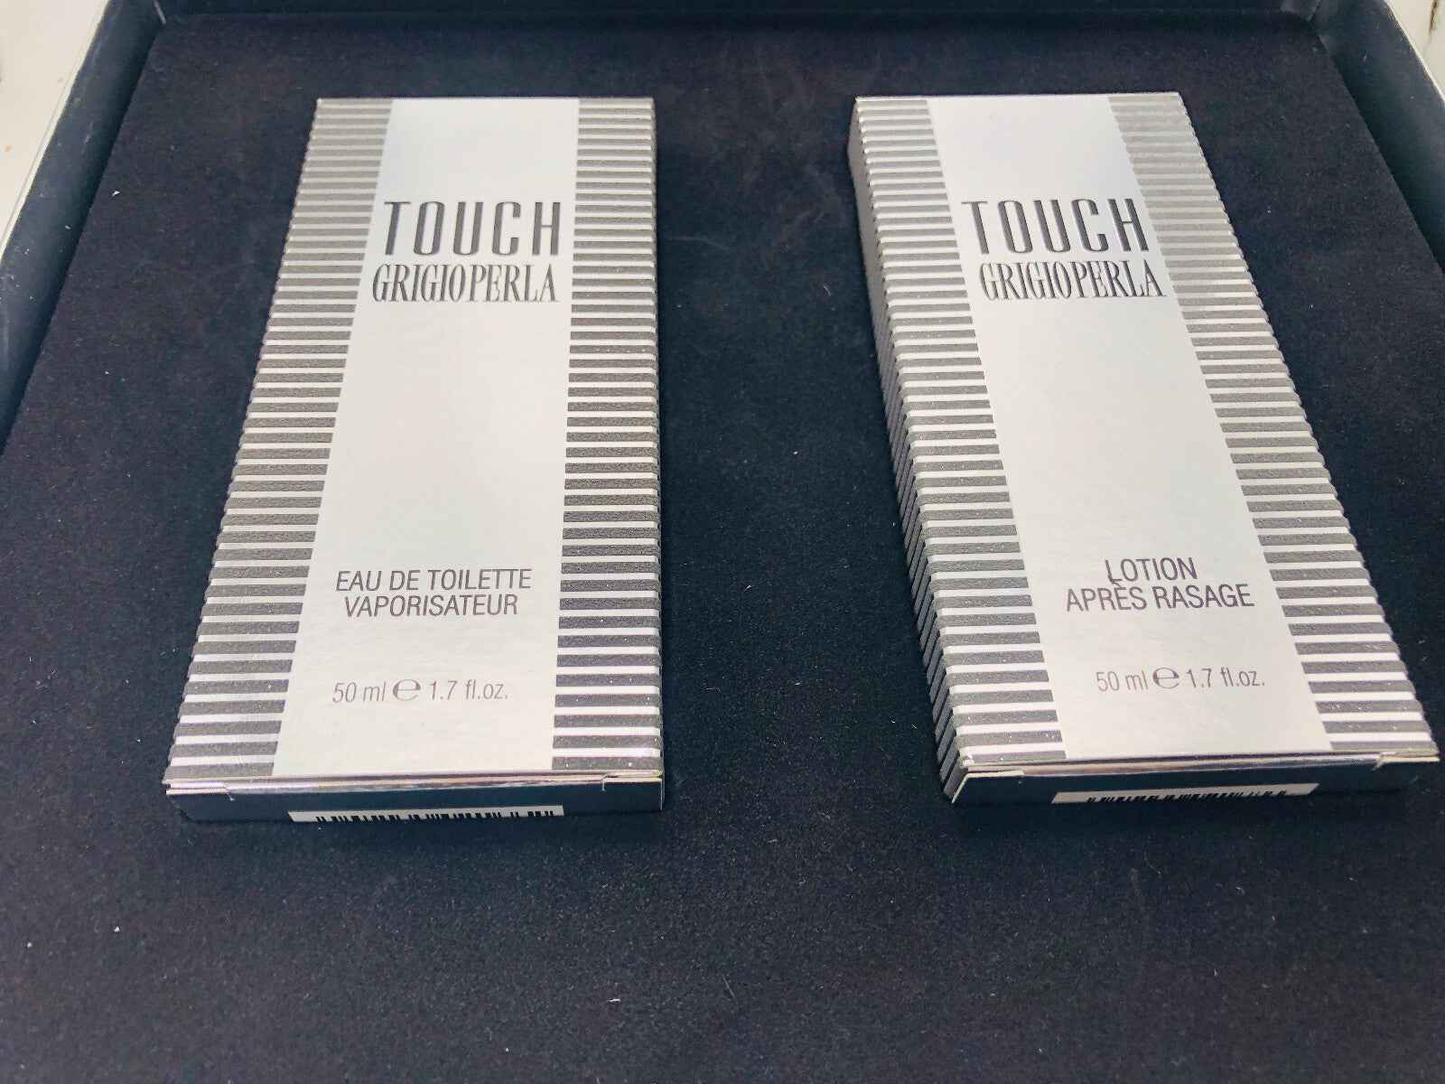 TOUCH
GRIGIOPERLA
EAU DE TOILETTE
VAPORISATEUR
50 ml ℮ 1.7 fl.oz.
TOUCH
GRIGIOPERLA
LOTION
APRÈS RASAGE
50 ml ℮ 1.7 fl.oz.